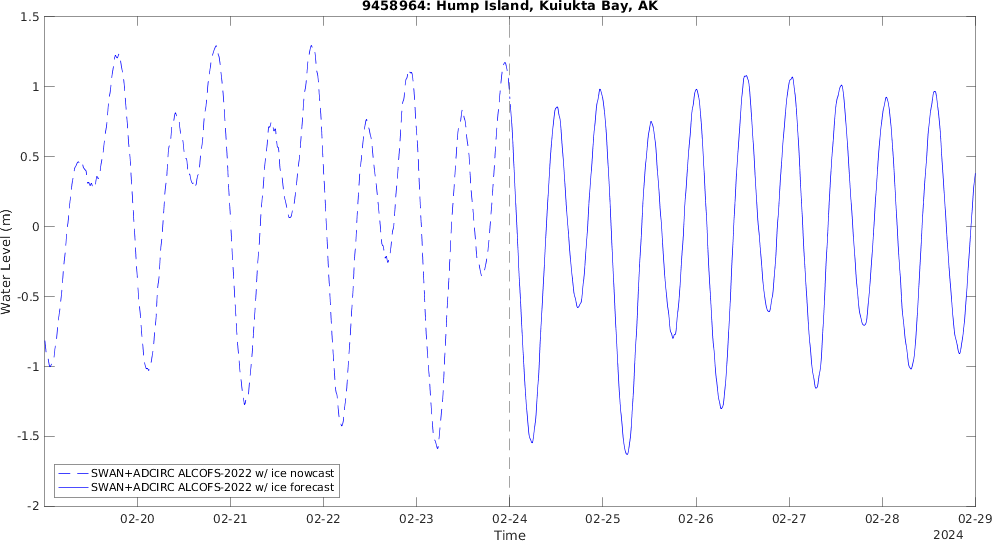 9458964: Hump Island, Kuiukta Bay, AK
1.5
1
0.5
0
-0.5
-1
-1.5
-2
Water Level (m)
SWAN+ADCIRC ALCOFS-2022 w/ ice nowcast
SWAN+ADCIRC ALCOFS-2022 w/ ice forecast
02-20 02-21 02-22 02-23 02-24 02-25 02-26 02-27 02-28 02-29
Time
2024